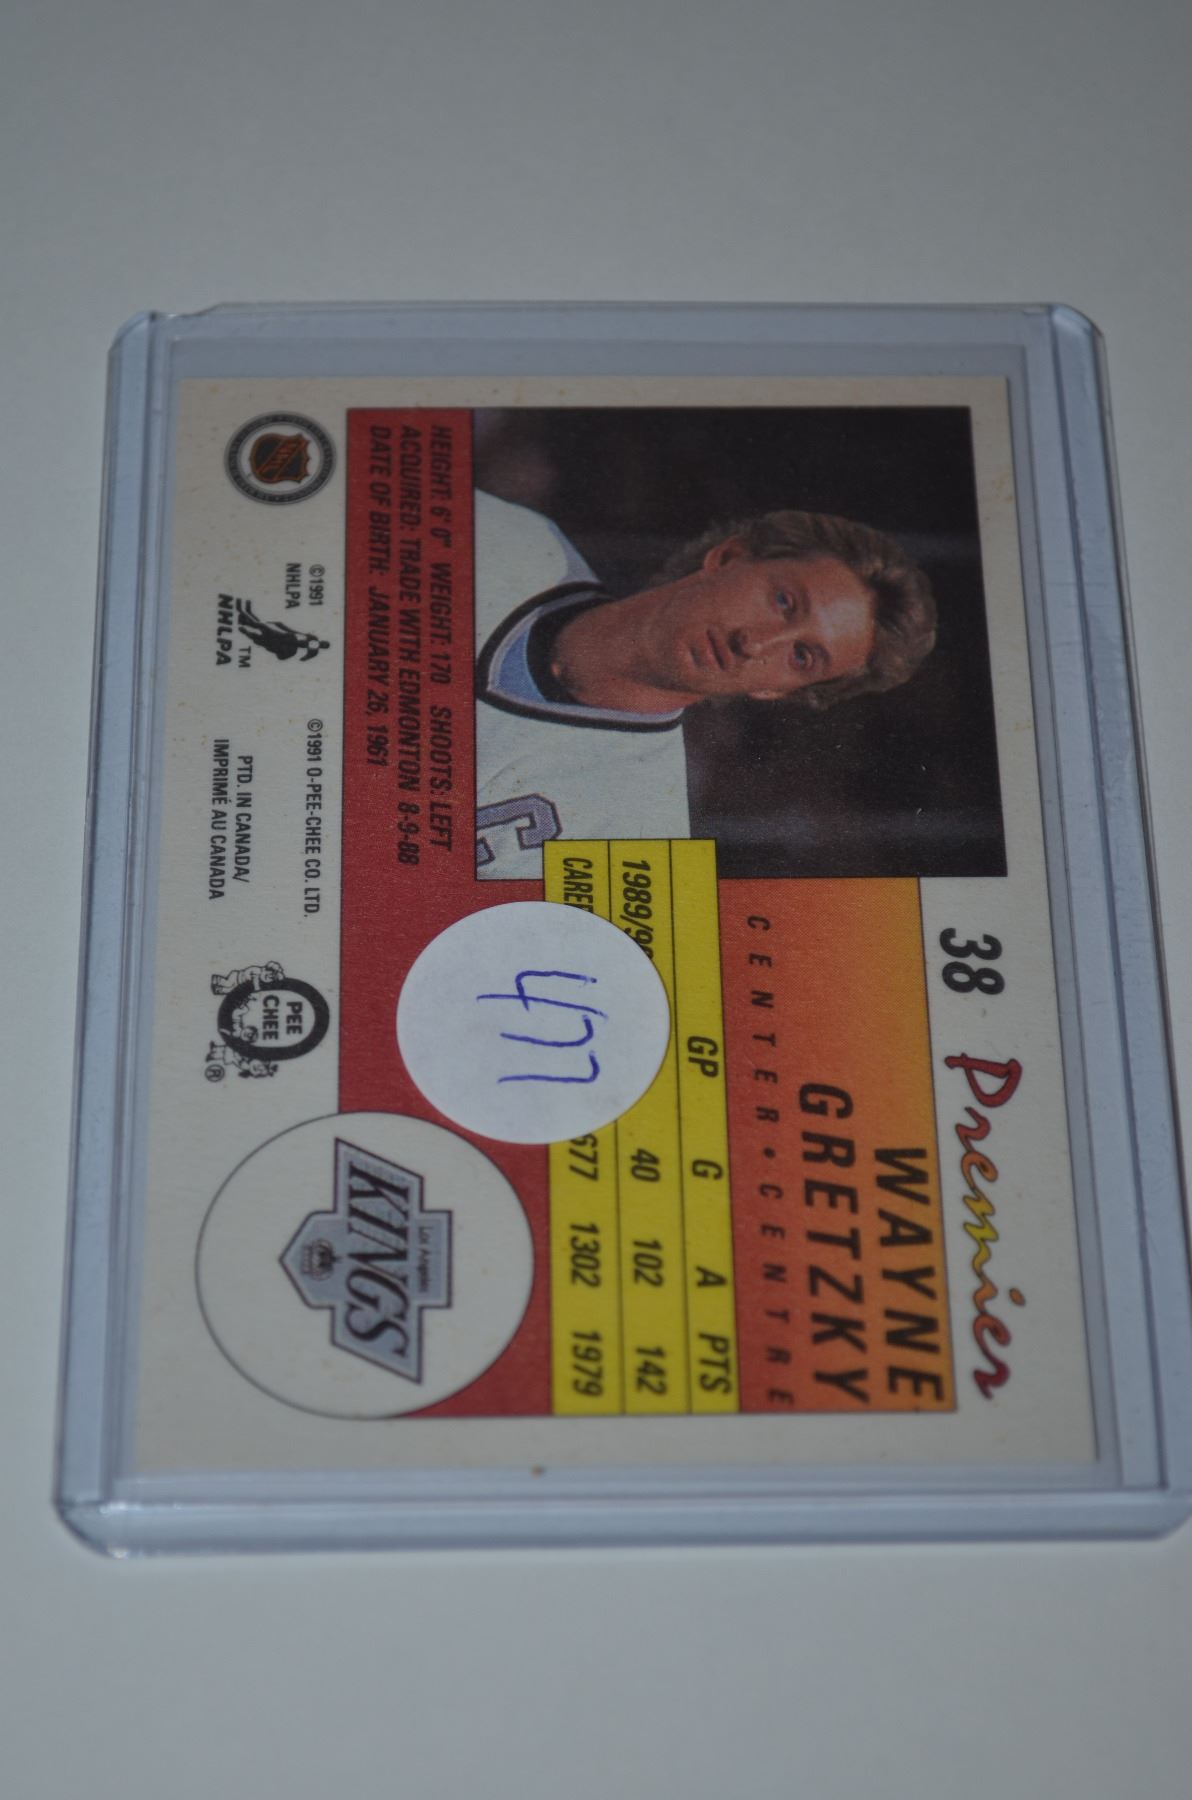 38 Premier
WAYNE
GRETZKY
CENTER • CENTRE
GP G A PTS
1989/90 40 102 142
677 1302 1979
477
HEIGHT: 6' 0" WEIGHT: 170 SHOOTS: LEFT
ACQUIRED: TRADE WITH EDMONTON 8-9-88
DATE OF BIRTH: JANUARY 26, 1961
Los Angeles
KINGS
©1991
NHLPA
TM
NHLPA
©1991 O-PEE-CHEE CO. LTD.
PTD. IN CANADA/
IMPRIMÉ AU CANADA
O
PEE
CHEE
®